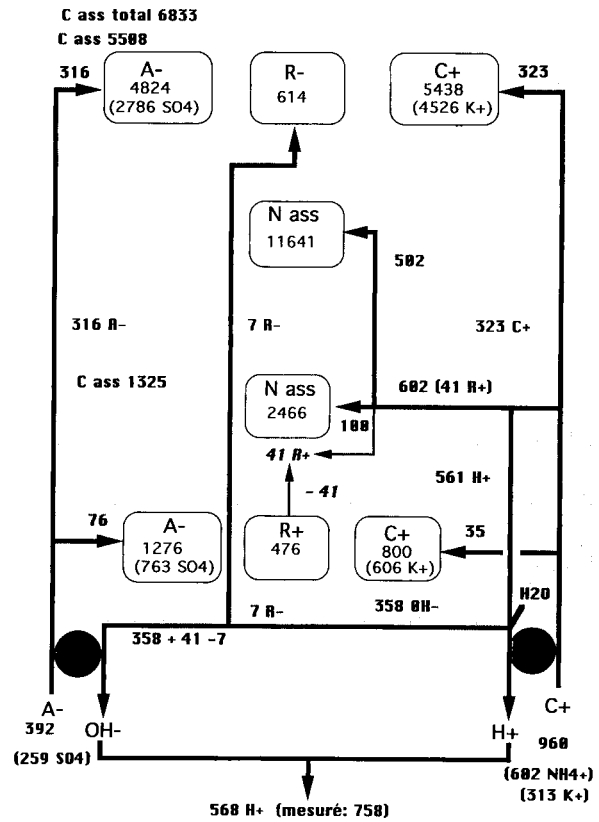 C ass total 6833
C ass 5508
316
A-
4824
(2786 SO4)
R-
614
C+
5438
(4526 K+)
323
N ass
11641
502
316 A-
7 R-
323 C+
C ass 1325
N ass
2466
602 (41 R+)
100
41 R+
561 H+
- 41
76
A-
1276
(763 SO4)
R+
476
C+
800
(606 K+)
35
7 R-
358 OH-
H2O
358 + 41 -7
A-
392
(259 SO4)
OH-
H+
C+
960
(602 NH4+)
(313 K+)
568 H+ (mesuré: 758)